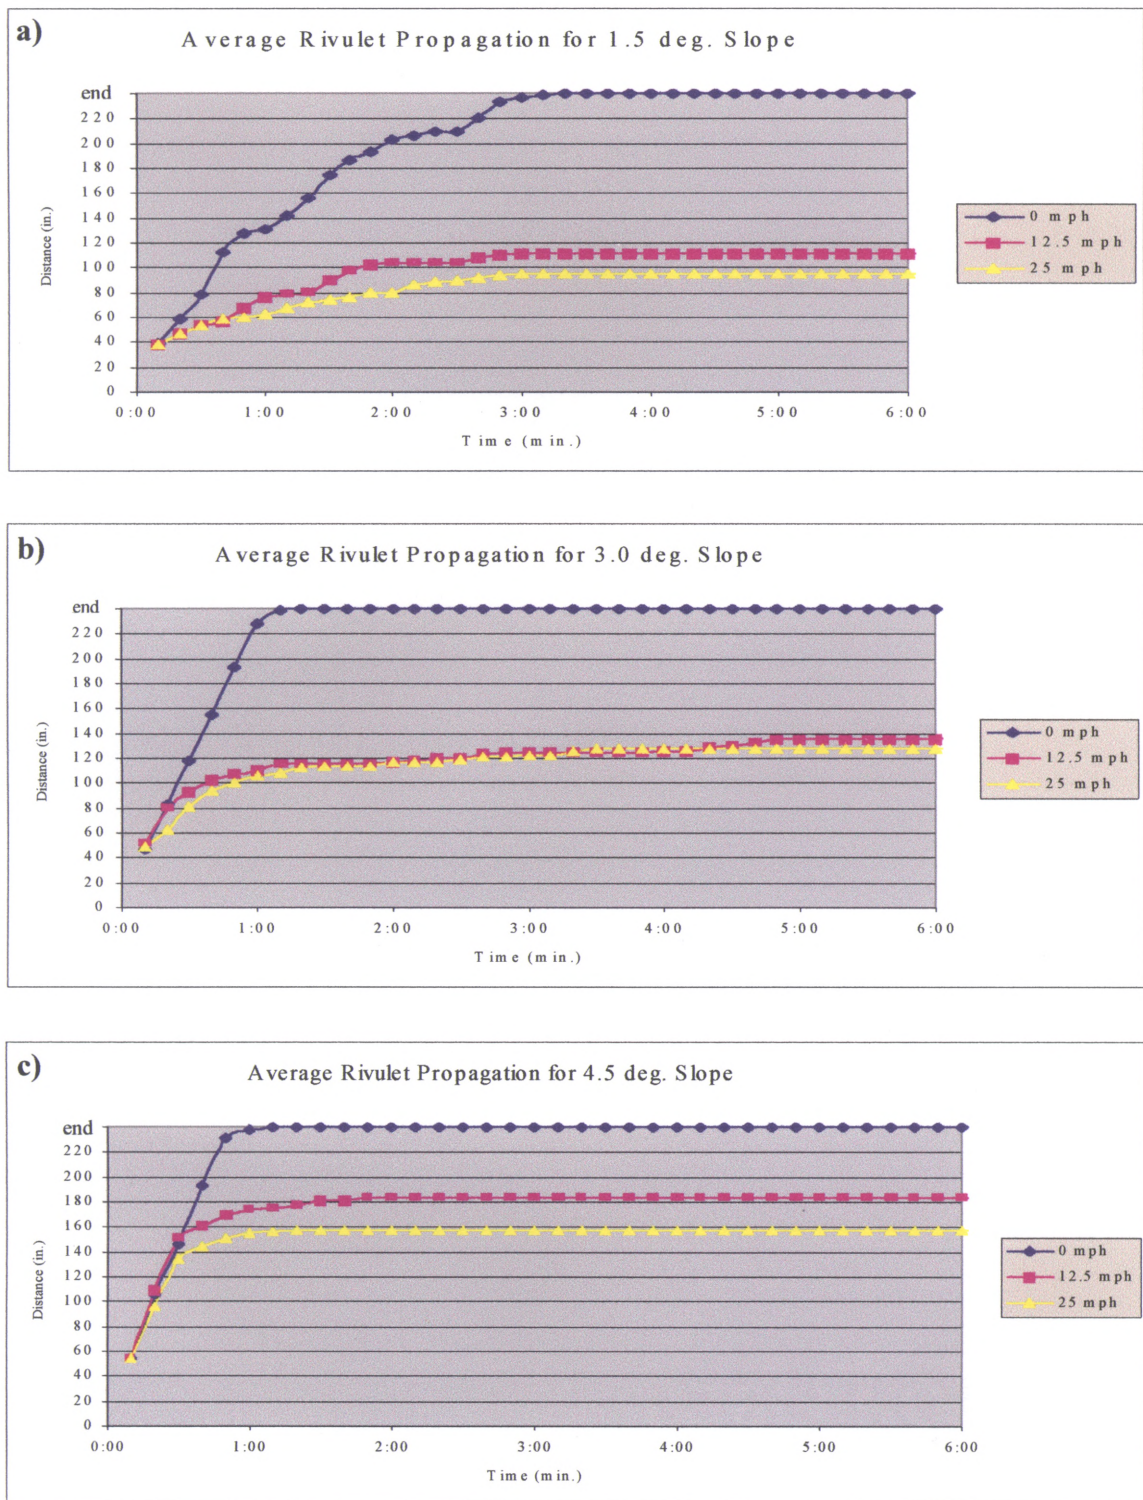 a)
Average Rivulet Propagation for 1.5 deg. Slope
end
220
200
180
160
140
120
100
80
60
40
20
0
Distance (in.)
0:00 1:00 2:00 3:00 4:00 5:00 6:00
Time (min.)
0 mph
12.5 mph
25 mph
b)
Average Rivulet Propagation for 3.0 deg. Slope
end
220
200
180
160
140
120
100
80
60
40
20
0
Distance (in.)
0:00 1:00 2:00 3:00 4:00 5:00 6:00
Time (min.)
0 mph
12.5 mph
25 mph
c)
Average Rivulet Propagation for 4.5 deg. Slope
end
220
200
180
160
140
120
100
80
60
40
20
0
Distance (in.)
0:00 1:00 2:00 3:00 4:00 5:00 6:00
Time (min.)
0 mph
12.5 mph
25 mph